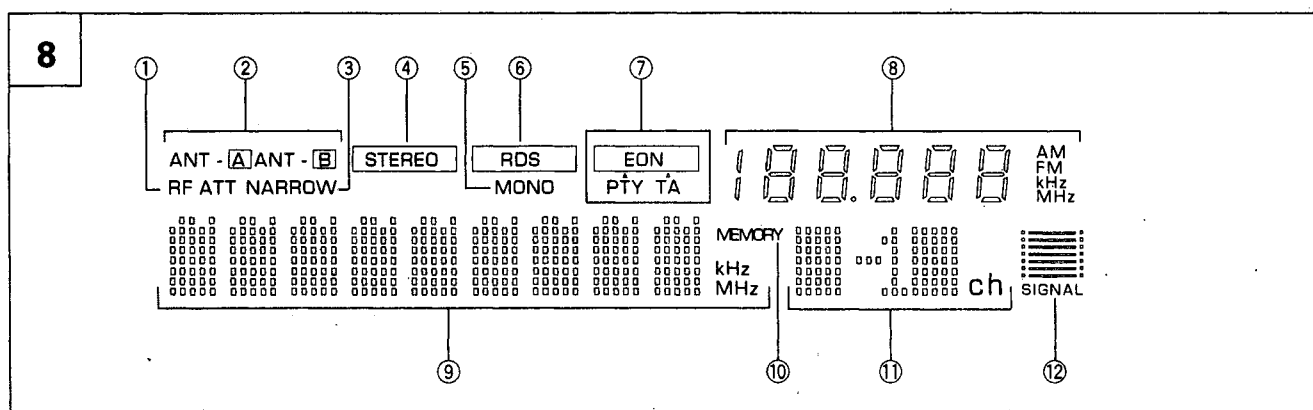 8
① ② ③ ④ ⑤ ⑥ ⑦ ⑧
ANT - A ANT - B STEREO RDS EON 188.888 AM
FM
RF ATT NARROW MONO PTY TA kHz
MHz
MEMORY
kHz
MHz ch SIGNAL
⑨ ⑩ ⑪ ⑫